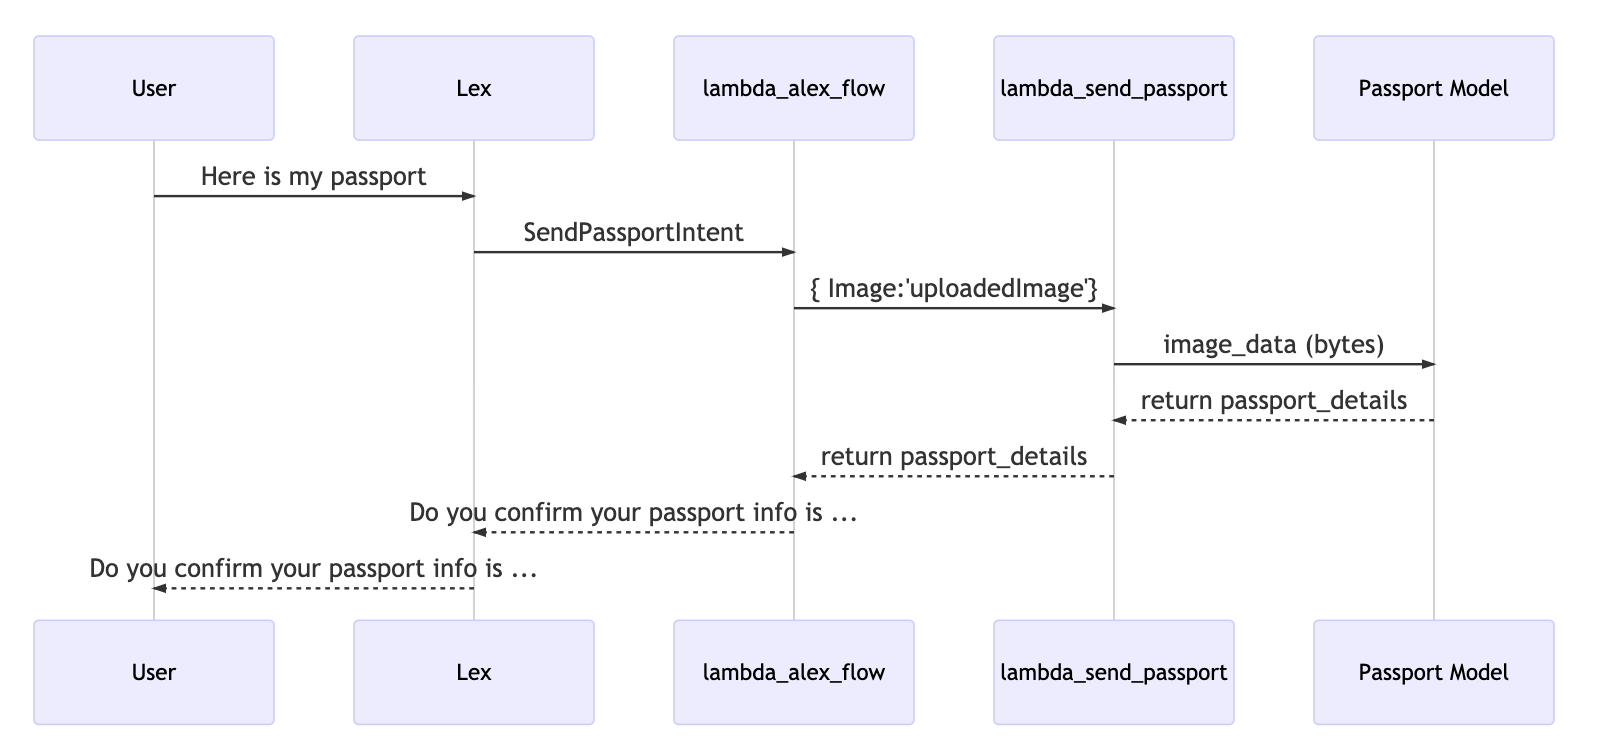 User
Lex
lambda_alex_flow
lambda_send_passport
Passport Model
Here is my passport
SendPassportIntent
{ Image:'uploadedImage'}
image_data (bytes)
return passport_details
return passport_details
Do you confirm your passport info is ...
Do you confirm your passport info is ...
User
Lex
lambda_alex_flow
lambda_send_passport
Passport Model